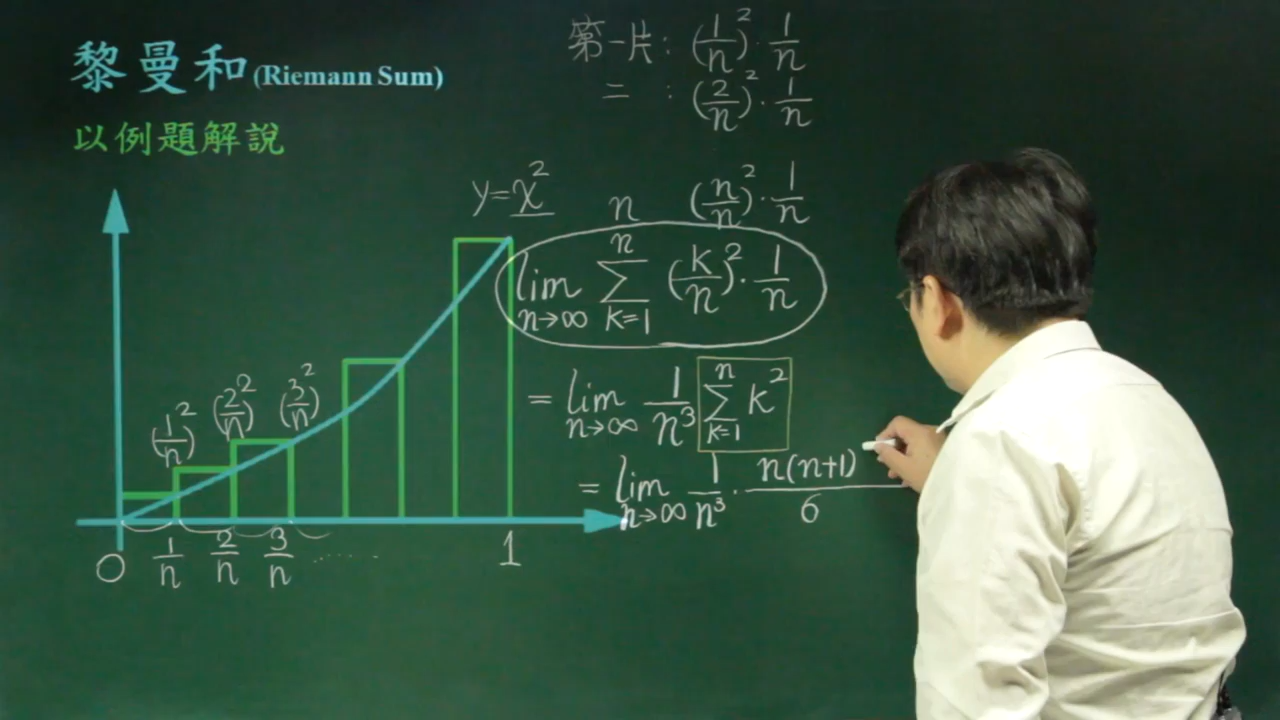 黎曼和(Riemann Sum)
以例題解說
第一片: (1/n)²·1/n
二 : (2/n)²·1/n
n (n/n)²·1/n
y=x²
lim n→∞ Σ k=1 n (k/n)²·1/n
= lim n→∞ 1/n³ Σ k=1 n k²
= lim n→∞ 1/n³·n(n+1)/6
(1/n)² (2/n)² (3/n)²
0 1/n 2/n 3/n ........ 1